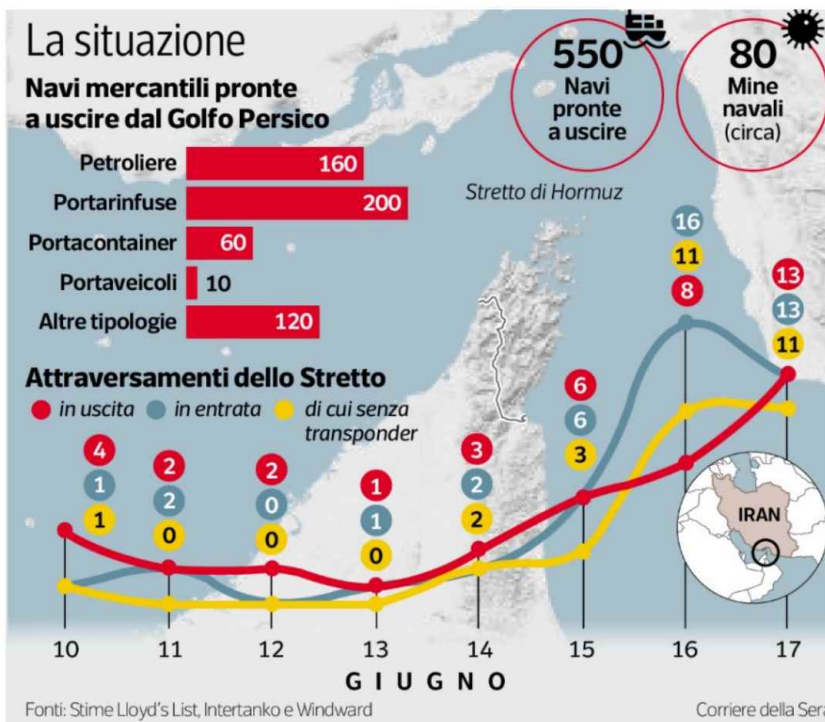 La situazione
Navi mercantili pronte
a uscire dal Golfo Persico
Petroliere
160
Portarinfuse
200
Portacontainer
60
Portaveicoli
10
Altre tipologie
120
550
Navi
pronte
a uscire
80
Mine
navali
(circa)
Stretto di Hormuz
Attraversamenti dello Stretto
in uscita
in entrata
di cui senza
transponder
4
1
1
2
2
0
2
0
0
1
1
0
3
2
2
6
6
3
16
11
8
13
13
11
IRAN
10
11
12
13
14
15
16
17
GIUGNO
Fonti: Stime Lloyd's List, Intertanko e Windward
Corriere della Sera